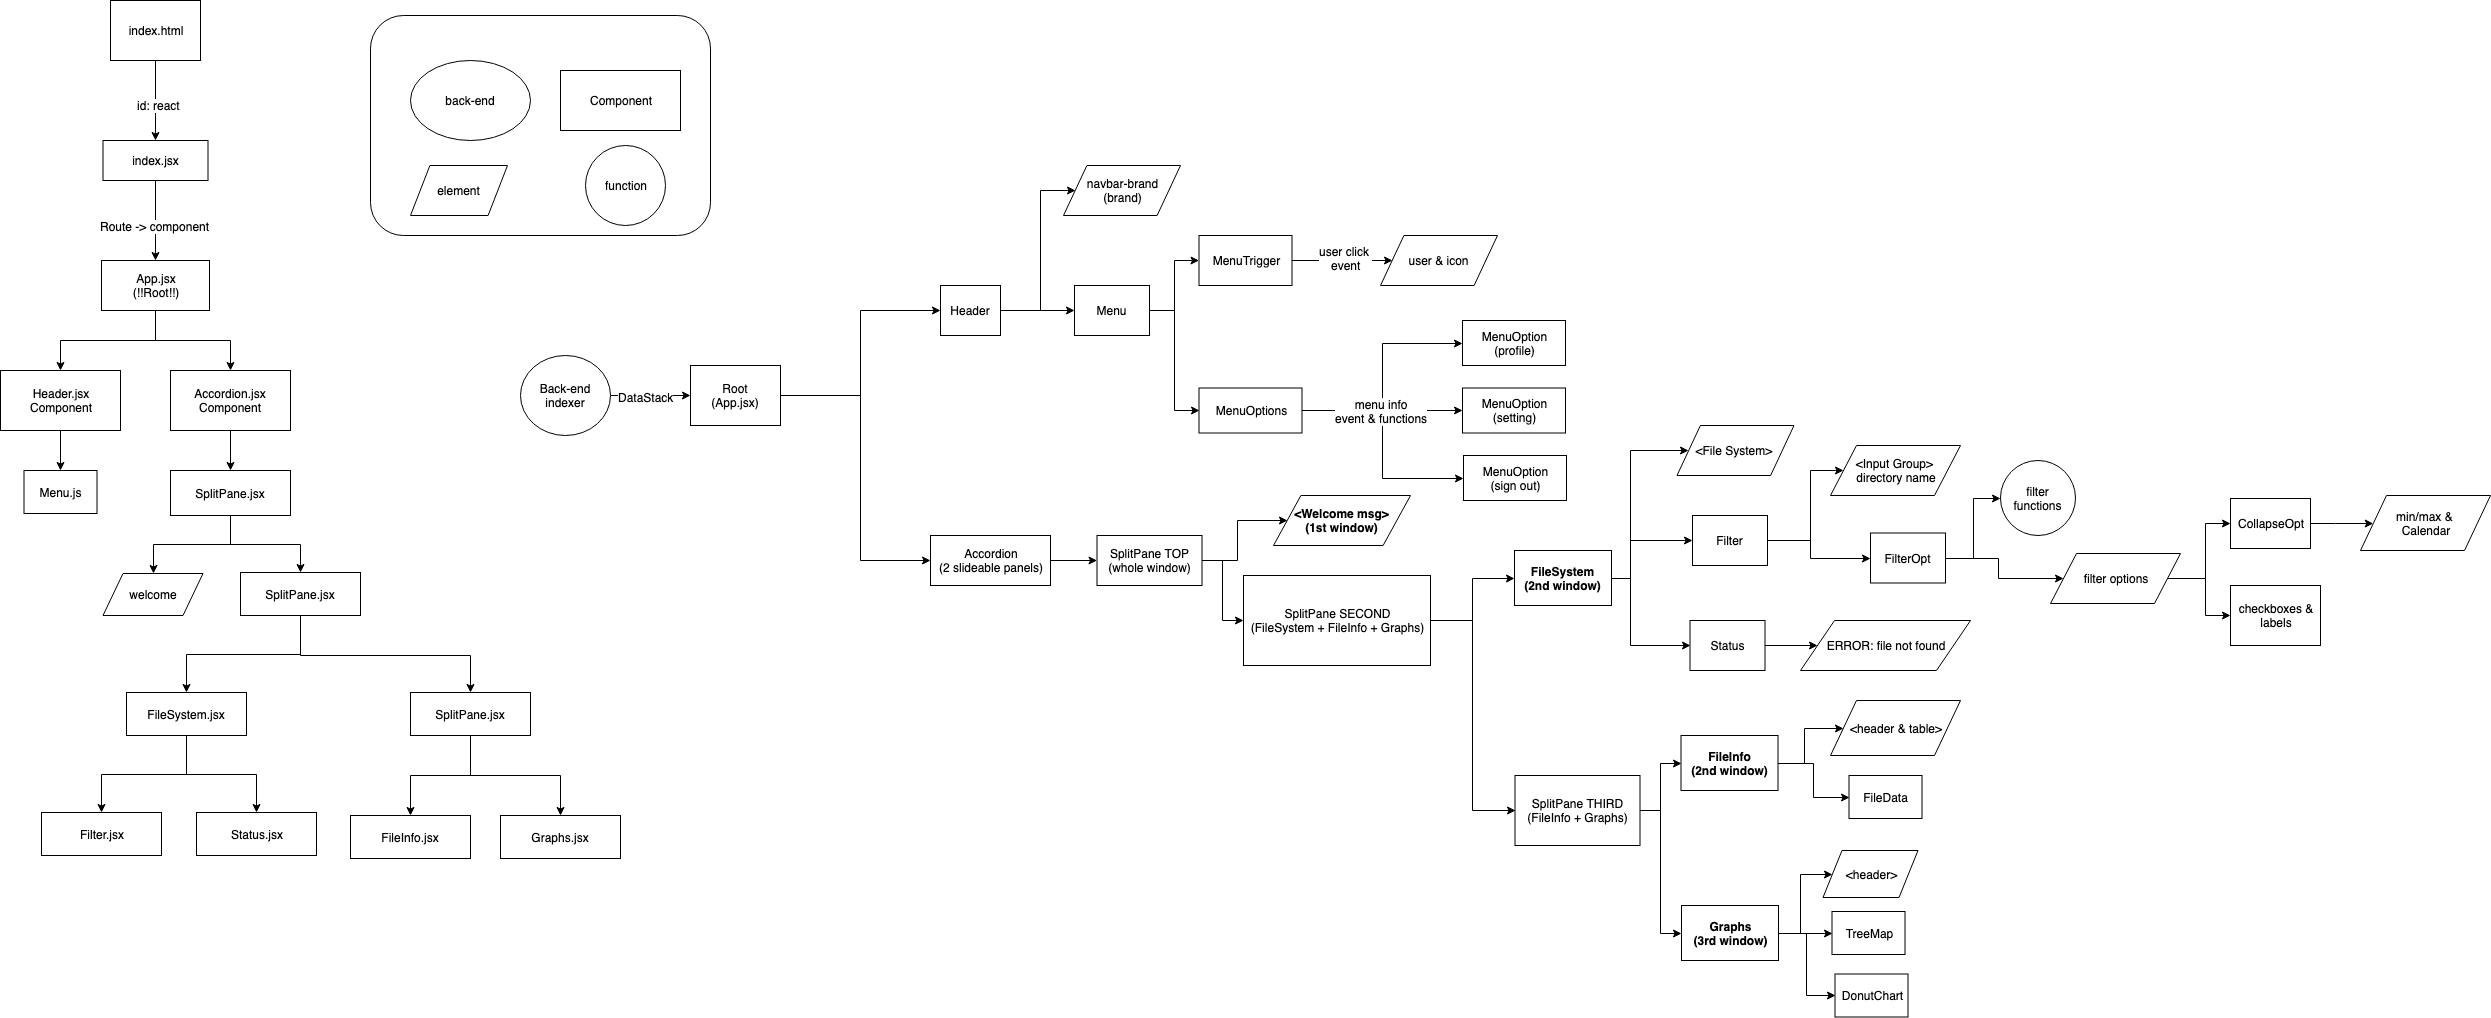 index.html
id: react
index.jsx
Route -> component
App.jsx
(!!Root!!)
Header.jsx
Component
Accordion.jsx
Component
Menu.js
SplitPane.jsx
welcome
SplitPane.jsx
FileSystem.jsx
SplitPane.jsx
Filter.jsx
Status.jsx
FileInfo.jsx
Graphs.jsx
back-end
Component
element
function
Back-end
indexer
DataStack
Root
(App.jsx)
Header
navbar-brand
(brand)
Menu
MenuTrigger
user click
event
user & icon
MenuOptions
menu info
event & functions
MenuOption
(profile)
MenuOption
(setting)
MenuOption
(sign out)
Accordion
(2 slideable panels)
SplitPane TOP
(whole window)
<Welcome msg>
(1st window)
SplitPane SECOND
(FileSystem + FileInfo + Graphs)
FileSystem
(2nd window)
<File System>
Filter
<Input Group>
directory name
FilterOpt
filter
functions
filter options
CollapseOpt
min/max &
Calendar
checkboxes &
labels
Status
ERROR: file not found
SplitPane THIRD
(FileInfo + Graphs)
FileInfo
(2nd window)
<header & table>
FileData
Graphs
(3rd window)
<header>
TreeMap
DonutChart